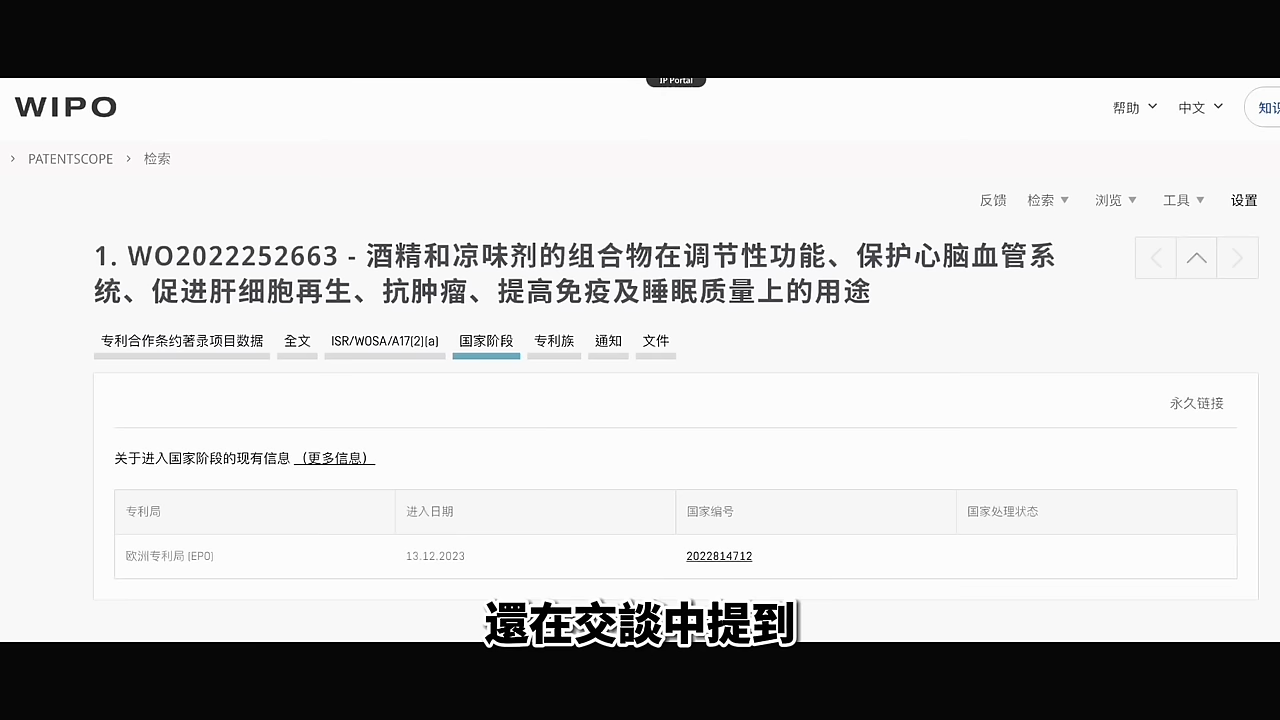 IP Portal
WIPO
帮助 中文
PATENTSCOPE 检索
反馈 检索 浏览 工具 设置
1. WO2022252663 - 酒精和凉味剂的组合物在调节性功能、保护心脑血管系
统、促进肝细胞再生、抗肿瘤、提高免疫及睡眠质量上的用途
专利合作条约著录项目数据 全文 ISR/WOSA/A17(2)(a) 国家阶段 专利族 通知 文件
永久链接
关于进入国家阶段的现有信息 （更多信息）
专利局 进入日期 国家编号 国家处理状态
欧洲专利局 (EPO) 13.12.2023 2022814712
還在交談中提到